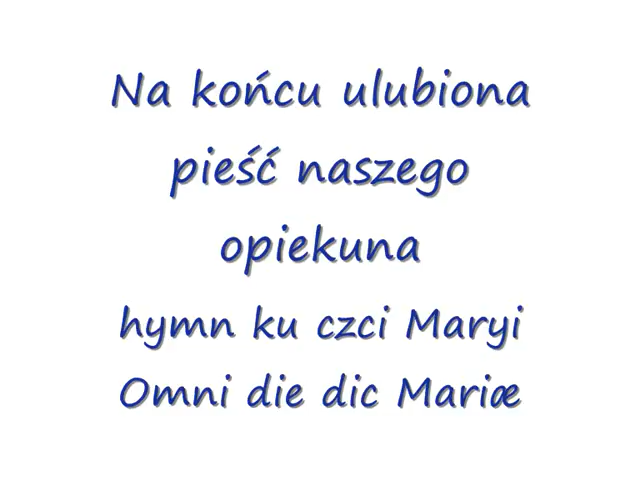 Na końcu ulubiona
pieść naszego
opiekuna
hymn ku czci Maryi
Omni die dic Mariæ